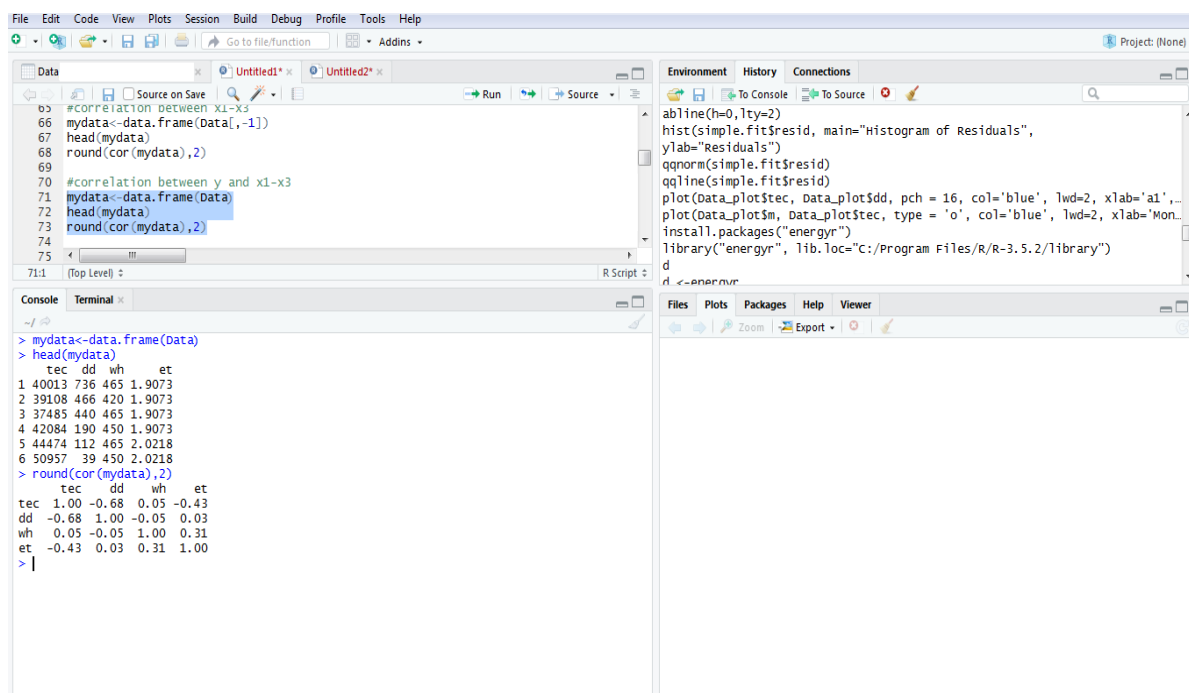 File Edit Code View Plots Session Build Debug Profile Tools Help
Go to file/function Addins Project: (None)
Data Untitled1* Untitled2*
Source on Save Run Source
65 #correlation between x1-x3
66 mydata<-data.frame(Data[,-1])
67 head(mydata)
68 round(cor(mydata),2)
69
70 #correlation between y and x1-x3
71 mydata<-data.frame(Data)
72 head(mydata)
73 round(cor(mydata),2)
74
75
71:1 (Top Level) R Script
Console Terminal
~/
> mydata<-data.frame(Data)
> head(mydata)
tec dd wh et
1 40013 736 465 1.9073
2 39108 466 420 1.9073
3 37485 440 465 1.9073
4 42084 190 450 1.9073
5 44474 112 465 2.0218
6 50957 39 450 2.0218
> round(cor(mydata),2)
tec dd wh et
tec 1.00 -0.68 0.05 -0.43
dd -0.68 1.00 -0.05 0.03
wh 0.05 -0.05 1.00 0.31
et -0.43 0.03 0.31 1.00
>
Environment History Connections
To Console To Source
abline(h=0,lty=2)
hist(simple.fit$resid, main="Histogram of Residuals",
ylab="Residuals")
qqnorm(simple.fit$resid)
qqline(simple.fit$resid)
plot(Data_plot$tec, Data_plot$dd, pch = 16, col='blue', lwd=2, xlab='a1',…
plot(Data_plot$m, Data_plot$tec, type = 'o', col='blue', lwd=2, xlab='Mon…
install.packages("energyr")
library("energyr", lib.loc="C:/Program Files/R/R-3.5.2/library")
d
d <-energyr
Files Plots Packages Help Viewer
Zoom Export